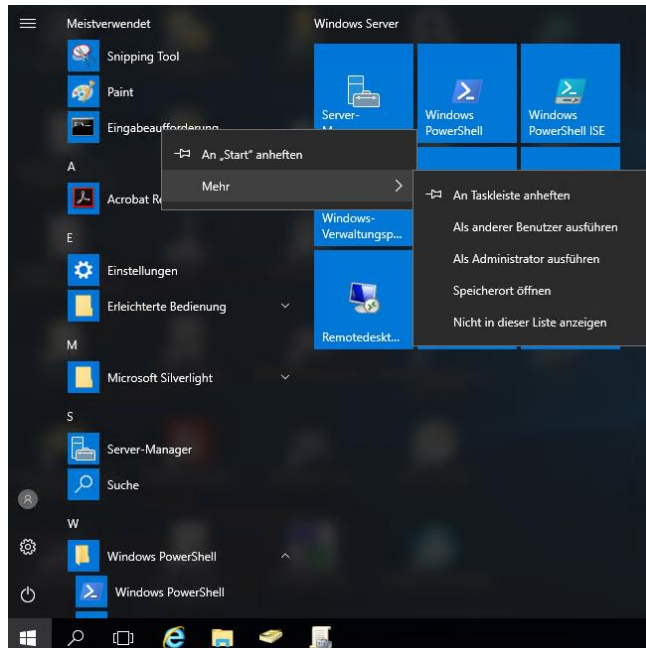 Meistverwendet
Snipping Tool
Paint
Eingabeaufforderung
A
Acrobat Re
E
Einstellungen
Erleichterte Bedienung
M
Microsoft Silverlight
S
Server-Manager
Suche
W
Windows PowerShell
Windows PowerShell
Windows Server
Server-
Windows
PowerShell
Windows
PowerShell ISE
Windows-
Verwaltungsp...
Remotedeskt...
An „Start" anheften
Mehr
An Taskleiste anheften
Als anderer Benutzer ausführen
Als Administrator ausführen
Speicherort öffnen
Nicht in dieser Liste anzeigen